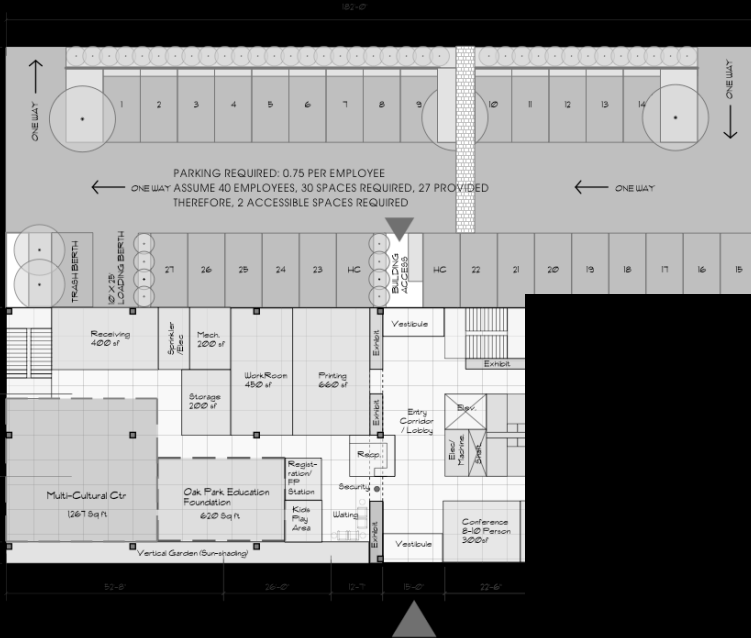 162'-0"
ONE WAY
ONE WAY
1 2 3 4 5 6 7 8 9 10 11 12 13 14
PARKING REQUIRED: 0.75 PER EMPLOYEE
ONE WAY ASSUME 40 EMPLOYEES, 30 SPACES REQUIRED, 27 PROVIDED
THEREFORE, 2 ACCESSIBLE SPACES REQUIRED
ONE WAY
TRASH BERTH
10 X 25'
LOADING BERTH
27 26 25 24 23 HC
BUILDING
ACCESS
HC 22 21 20 19 18 17 16 15
Receiving
400 sf
Sprinkler
/Elec
Mech.
200 sf
Storage
200 sf
WorkRoom
450 sf
Printing
660 sf
Exhibit
Vestibule
Exhibit
Exhibit
Entry
Corridor
/ Lobby
Elev.
Elec/
Machine.
Shaft
Recp.
Multi-Cultural Ctr
1,267 Sq ft
Oak Park Education
Foundation
620 Sq ft
Regist-
ration/
FP
Station
Kids
Play
Area
Security
Waiting
Exhibit
Vestibule
Conference
8-10 Person
300sf
Vertical Garden (Sun-shading)
52'-8" 26'-0" 12'-7" 15'-0" 22'-6"